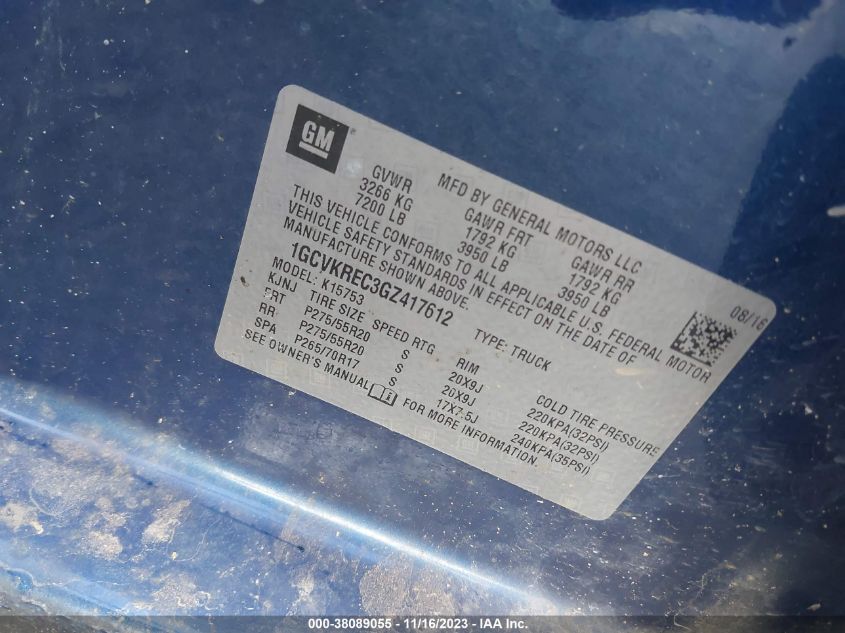 GM
MFD BY GENERAL MOTORS LLC
08/16
GVWR GAWR FRT GAWR RR
3266 KG 1792 KG 1792 KG
7200 LB 3950 LB 3950 LB
THIS VEHICLE CONFORMS TO ALL APPLICABLE U.S. FEDERAL MOTOR
VEHICLE SAFETY STANDARDS IN EFFECT ON THE DATE OF
MANUFACTURE SHOWN ABOVE.
1GCVKREC3GZ417612 TYPE: TRUCK
MODEL: K15753
KJNJ TIRE SIZE SPEED RTG RIM COLD TIRE PRESSURE
FRT P275/55R20 S 20X9J 220KPA(32PSI)
RR P275/55R20 S 20X9J 220KPA(32PSI)
SPA P265/70R17 S 17X7.5J 240KPA(35PSI)
SEE OWNER'S MANUAL FOR MORE INFORMATION.
000-38089055 - 11/16/2023 - IAA Inc.